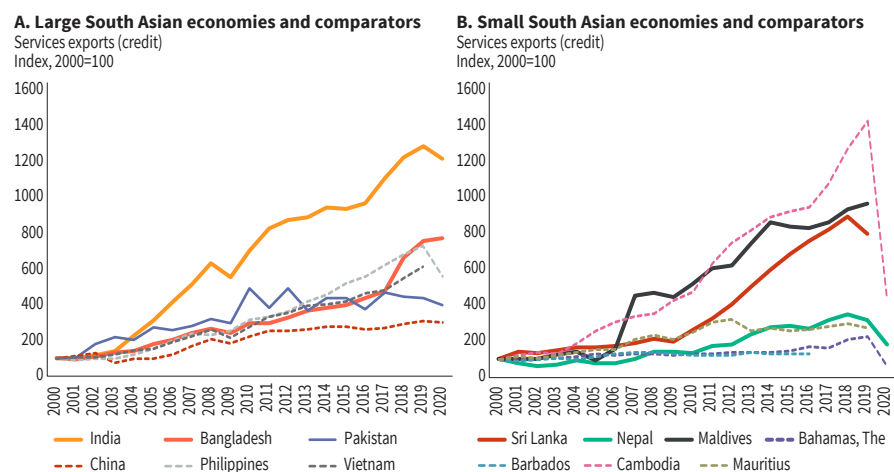 A. Large South Asian economies and comparators
Services exports (credit)
Index, 2000=100
1600
1400
1200
1000
800
600
400
200
0
2000 2001 2002 2003 2004 2005 2006 2007 2008 2009 2010 2011 2012 2013 2014 2015 2016 2017 2018 2019 2020
India Bangladesh Pakistan
China Philippines Vietnam
B. Small South Asian economies and comparators
Services exports (credit)
Index, 2000=100
1600
1400
1200
1000
800
600
400
200
0
2000 2001 2002 2003 2004 2005 2006 2007 2008 2009 2010 2011 2012 2013 2014 2015 2016 2017 2018 2019 2020
Sri Lanka Nepal Maldives Bahamas, The
Barbados Cambodia Mauritius